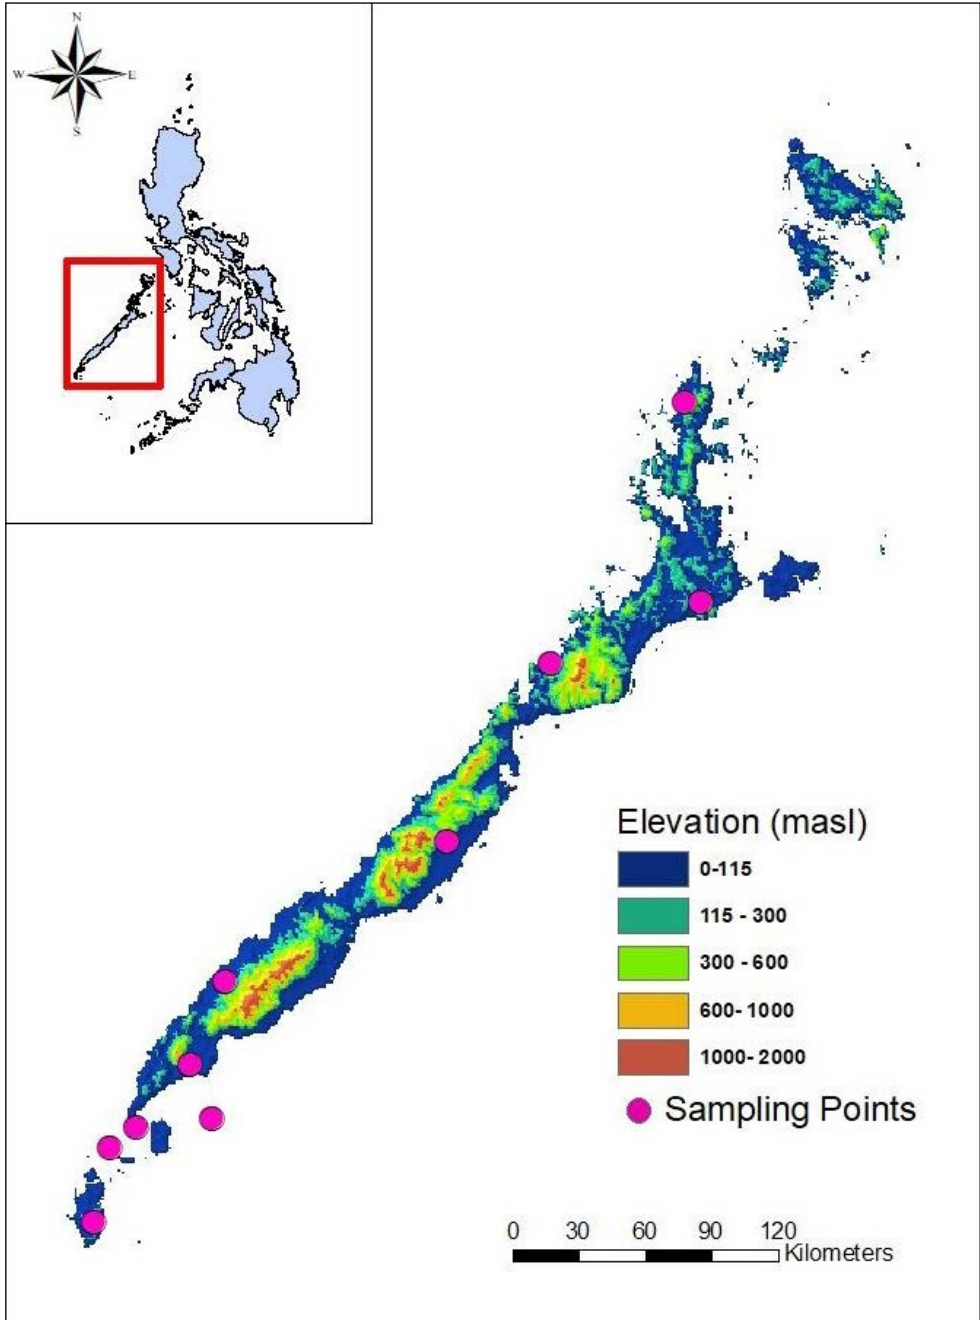 N
W E
S
Elevation (masl)
0-115
115 - 300
300 - 600
600- 1000
1000- 2000
Sampling Points
0 30 60 90 120
Kilometers